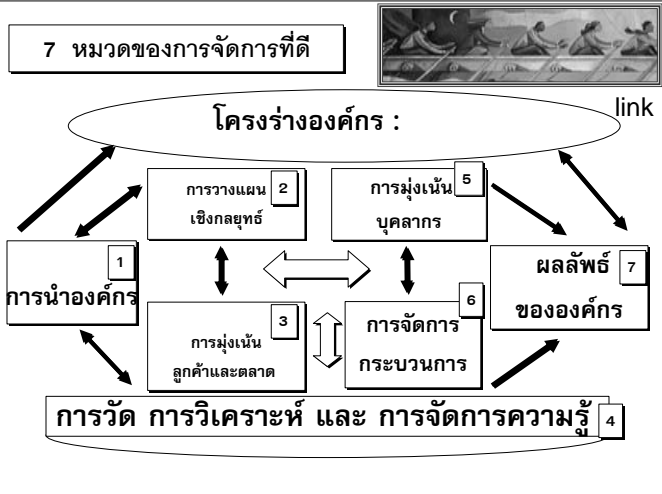 7 หมวดของการจัดการที่ดี
link
โครงร่างองค์กร :
การวางแผน
เชิงกลยุทธ์
2
การมุ่งเน้น
บุคลากร
5
1
การนำองค์กร
ผลลัพธ์
ขององค์กร
7
3
การมุ่งเน้น
ลูกค้าและตลาด
6
การจัดการ
กระบวนการ
การวัด การวิเคราะห์ และ การจัดการความรู้
4